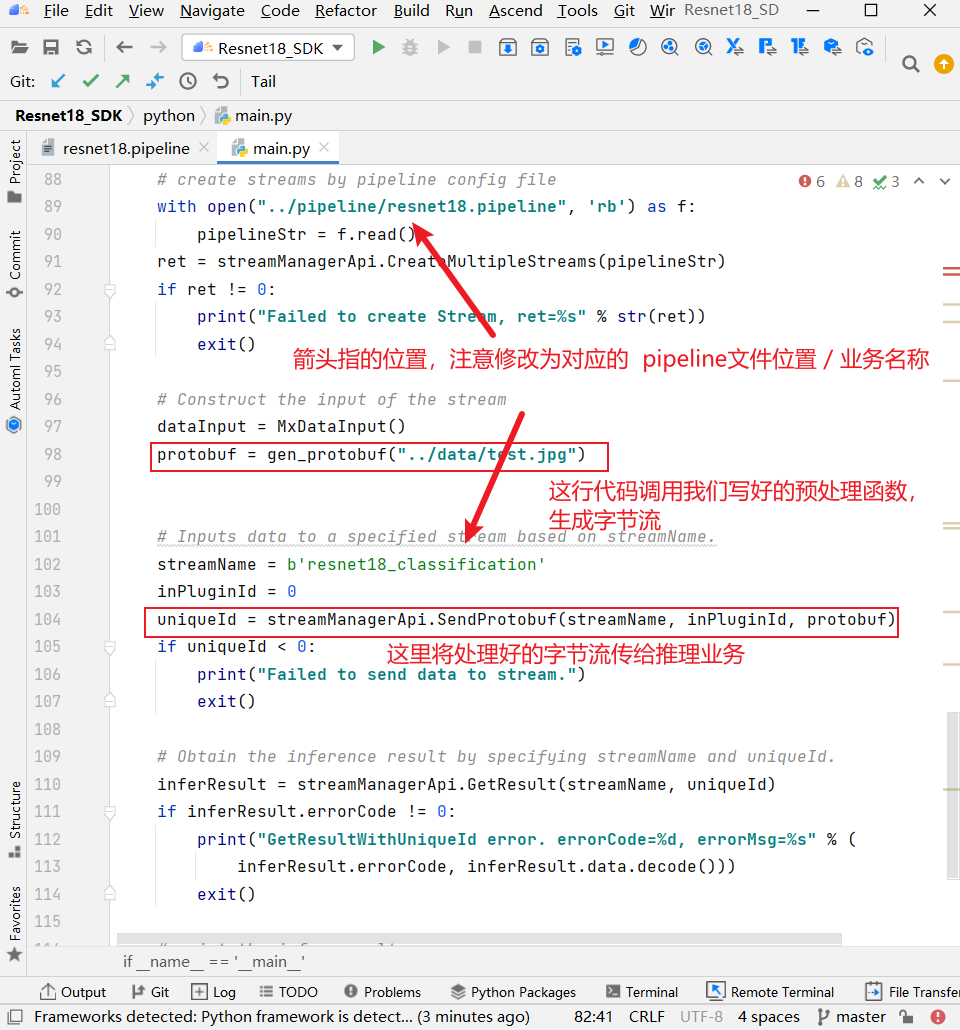 File Edit View Navigate Code Refactor Build Run Ascend Tools Git Wir Resnet18_SD
Resnet18_SDK
Git: Tail
Resnet18_SDK python main.py
resnet18.pipeline main.py
Project
Commit
Automl Tasks
Structure
Favorites
6 8 3
88 # create streams by pipeline config file
89 with open("../pipeline/resnet18.pipeline", 'rb') as f:
90 pipelineStr = f.read()
91 ret = streamManagerApi.CreateMultipleStreams(pipelineStr)
92 if ret != 0:
93 print("Failed to create Stream, ret=%s" % str(ret))
94 exit()
箭头指的位置，注意修改为对应的 pipeline文件位置 / 业务名称
95
96 # Construct the input of the stream
97 dataInput = MxDataInput()
98 protobuf = gen_protobuf("../data/test.jpg")
99
这行代码调用我们写好的预处理函数，
生成字节流
100
101 # Inputs data to a specified stream based on streamName.
102 streamName = b'resnet18_classification'
103 inPluginId = 0
104 uniqueId = streamManagerApi.SendProtobuf(streamName, inPluginId, protobuf)
105 if uniqueId < 0:
这里将处理好的字节流传给推理业务
106 print("Failed to send data to stream.")
107 exit()
108
109 # Obtain the inference result by specifying streamName and uniqueId.
110 inferResult = streamManagerApi.GetResult(streamName, uniqueId)
111 if inferResult.errorCode != 0:
112 print("GetResultWithUniqueId error. errorCode=%d, errorMsg=%s" % (
113 inferResult.errorCode, inferResult.data.decode()))
114 exit()
115
if __name__ == '__main__'
Output Git Log TODO Problems Python Packages Terminal Remote Terminal File Transfer
Frameworks detected: Python framework is detect... (3 minutes ago) 82:41 CRLF UTF-8 4 spaces master